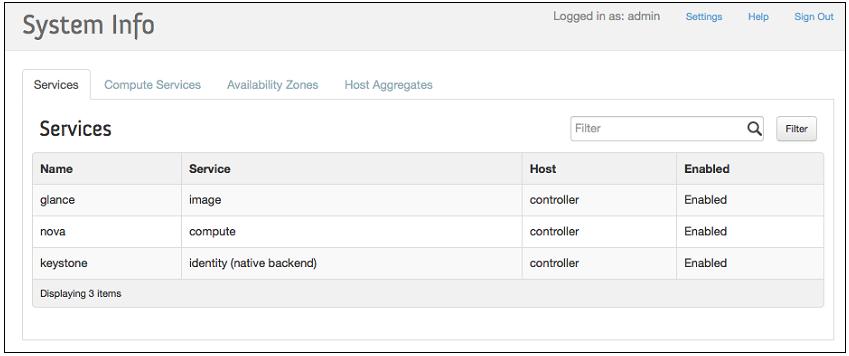 System Info
Logged in as: admin Settings Help Sign Out
Services Compute Services Availability Zones Host Aggregates
Services
Filter Filter
Name Service Host Enabled
glance image controller Enabled
nova compute controller Enabled
keystone identity (native backend) controller Enabled
Displaying 3 items